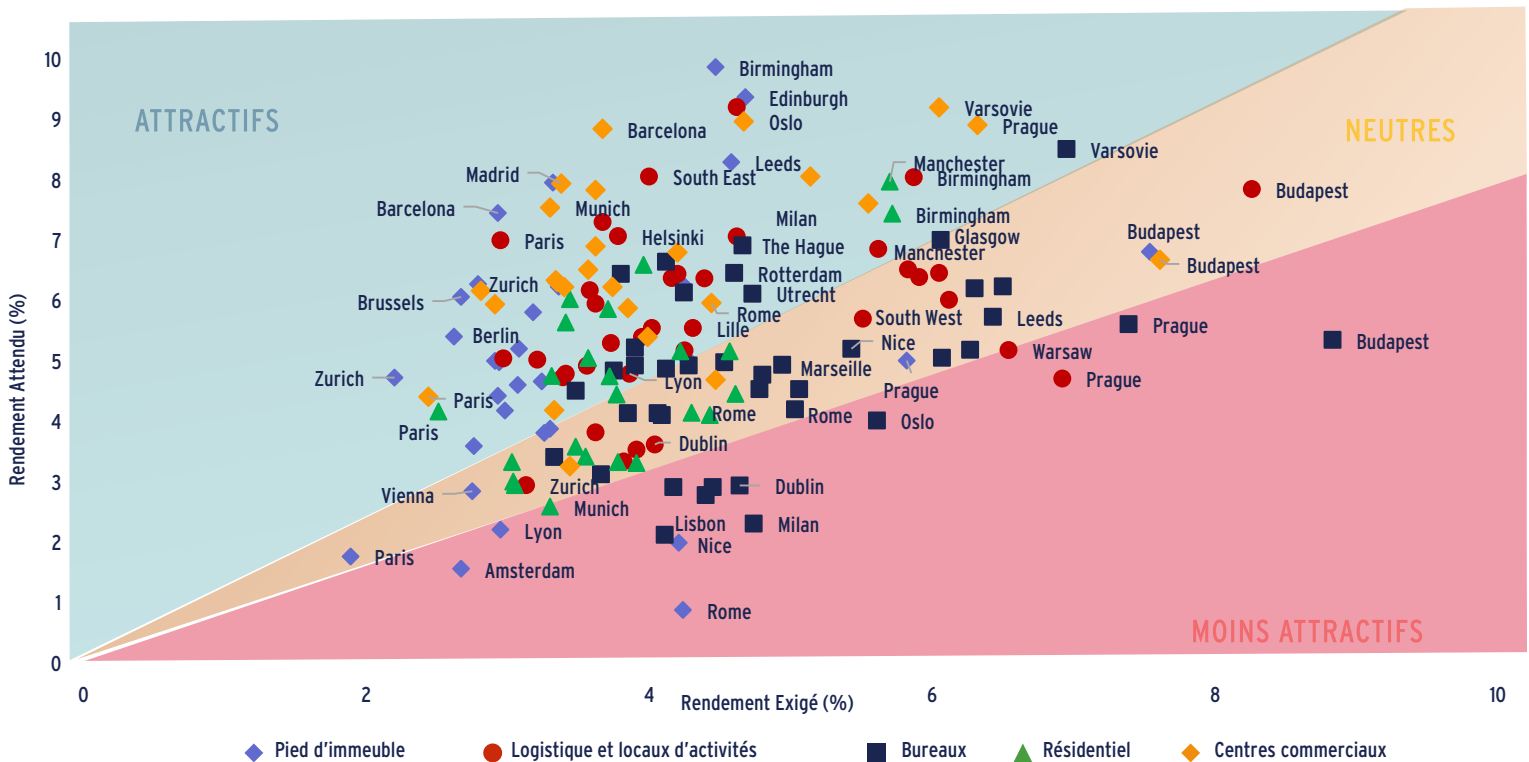 10
Birmingham
Edinburgh
9
ATTRACTIFS
Barcelona
Oslo
Varsovie
Prague
NEUTRES
Varsovie
8
Madrid
South East
Leeds
Manchester
Birmingham
Budapest
Barcelona
Munich
Milan
Birmingham
7
Paris
Helsinki
The Hague
Glasgow
Manchester
Budapest
Budapest
Zurich
Rotterdam
6
Brussels
Utrecht
Rome
South West
Leeds
Prague
5
Berlin
Lille
Nice
Warsaw
Budapest
Zurich
Lyon
Marseille
Prague
Prague
4
Paris
Paris
Rome
Rome
Oslo
Dublin
3
Vienna
Zurich
Munich
Dublin
2
Lyon
Lisbon
Milan
Nice
Paris
Amsterdam
1
Rome
MOINS ATTRACTIFS
0
Rendement Attendu (%)
0 2 4 6 8 10
Rendement Exigé (%)
Pied d'immeuble
Logistique et locaux d'activités
Bureaux
Résidentiel
Centres commerciaux